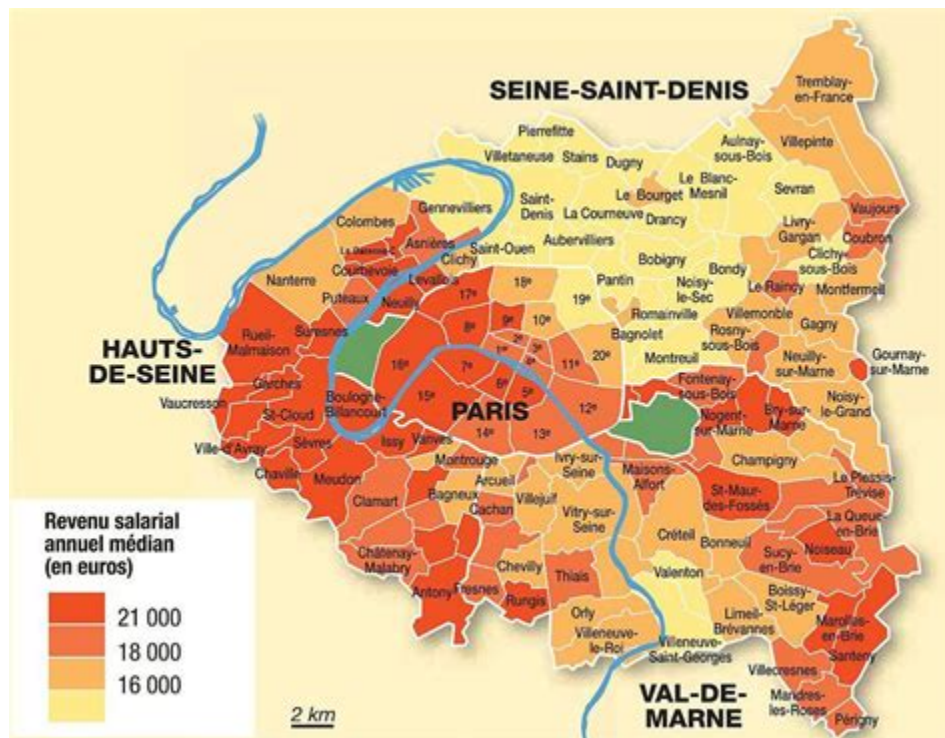 SEINE-SAINT-DENIS
Tremblay-
en-France
Villepinte
Pierrefitte
Villetaneuse
Stains
Dugny
Aulnay-
sous-Bois
Le Blanc-
Mesnil
Sevran
Le Bourget
Saint-
Denis
La Courneuve
Drancy
Vaujours
Livry-
Gargan
Coubron
Clichy-
sous-Bois
Montfermeil
Gennevilliers
Colombes
Asnières
Clichy
Saint-Ouen
Aubervilliers
Bobigny
Bondy
Courbevoie
Levallois
Nanterre
Puteaux
Neuilly
17e
18e
19e
Pantin
Noisy-
le-Sec
Le Raincy
Romainville
Villemonble
Gagny
Bagnolet
Rosny-
sous-Bois
Montreuil
Neuilly-
sur-Marne
Gournay-
sur-Marne
Noisy-
le-Grand
8e
9e
10e
2e
3e
1er
4e
11e
20e
16e
7e
6e
5e
15e
12e
14e
13e
PARIS
HAUTS-
DE-SEINE
Rueil-
Malmaison
Suresnes
Garches
Vaucresson
St-Cloud
Boulogne-
Billancourt
Ville-d'Avray
Sèvres
Issy
Vanves
Chaville
Meudon
Montrouge
Clamart
Bagneux
Arcueil
Cachan
Villejuif
Ivry-sur-
Seine
Vitry-sur-
Seine
Châtenay-
Malabry
Antony
Fresnes
Chevilly
Rungis
Thiais
Orly
Villeneuve-
le-Roi
Fontenay-
sous-Bois
Nogent-
sur-Marne
Bry-sur-
Marne
Maisons-
Alfort
Champigny
St-Maur-
des-Fossés
Le Plessis-
Trévise
La Queue-
en-Brie
Créteil
Bonneuil
Sucy-
en-Brie
Noiseau
Valenton
Boissy-
St-Léger
Limeil-
Brévannes
Marolles-
en-Brie
Santeny
Villeneuve-
Saint-Georges
Villecresnes
Mandres-
les-Roses
Périgny
VAL-DE-
MARNE
Revenu salarial
annuel médian
(en euros)
21 000
18 000
16 000
2 km